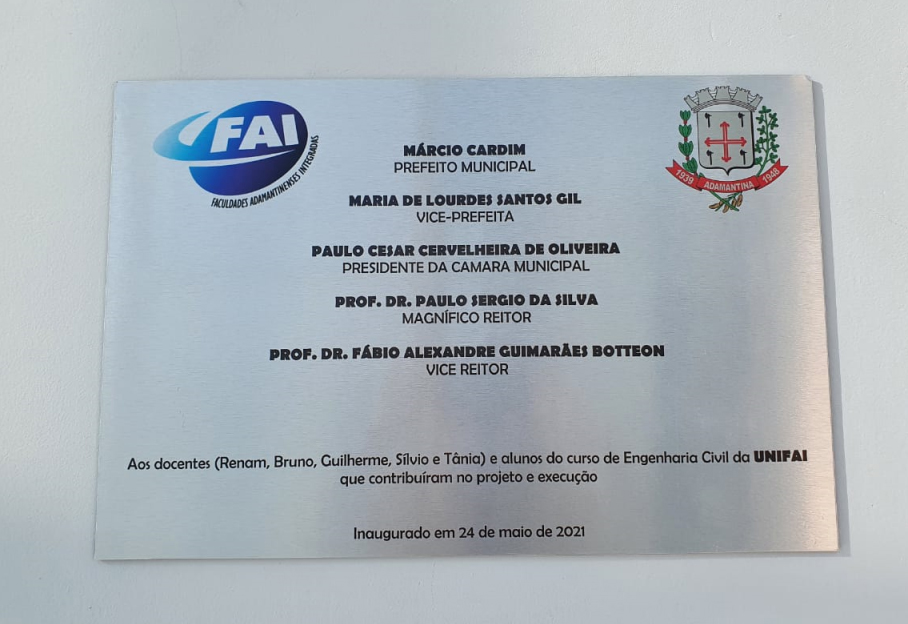 FAI
FACULDADES ADAMANTINENSES INTEGRADAS
1939 ADAMANTINA 1948
MÁRCIO CARDIM
PREFEITO MUNICIPAL
MARIA DE LOURDES SANTOS GIL
VICE-PREFEITA
PAULO CESAR CERVELHEIRA DE OLIVEIRA
PRESIDENTE DA CAMARA MUNICIPAL
PROF. DR. PAULO SERGIO DA SILVA
MAGNÍFICO REITOR
PROF. DR. FÁBIO ALEXANDRE GUIMARÃES BOTTEON
VICE REITOR
Aos docentes (Renam, Bruno, Guilherme, Sílvio e Tânia) e alunos do curso de Engenharia Civil da UNIFAI
que contribuíram no projeto e execução
Inaugurado em 24 de maio de 2021